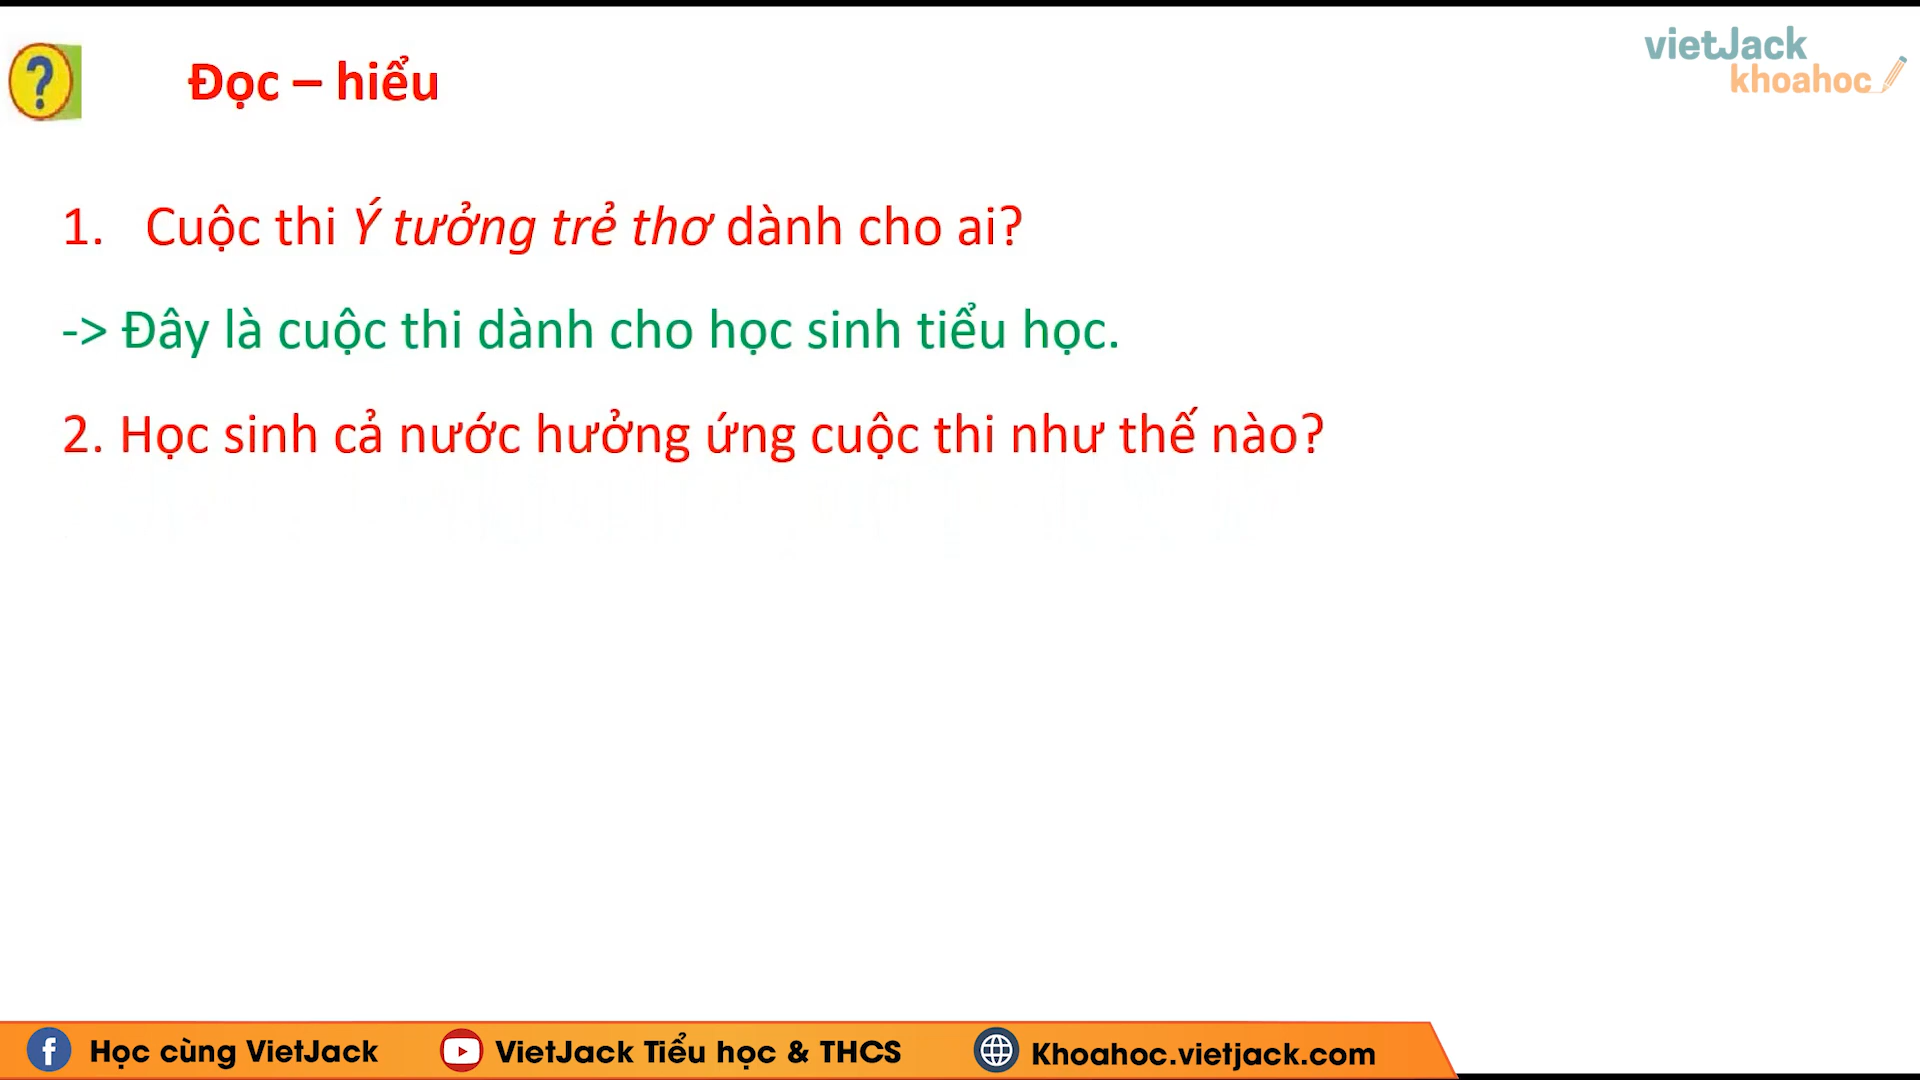 vietJack
khoahoc
?
Đọc – hiểu
1. Cuộc thi Ý tưởng trẻ thơ dành cho ai?
-> Đây là cuộc thi dành cho học sinh tiểu học.
2. Học sinh cả nước hưởng ứng cuộc thi như thế nào?
f Học cùng VietJack VietJack Tiểu học & THCS Khoahoc.vietjack.com